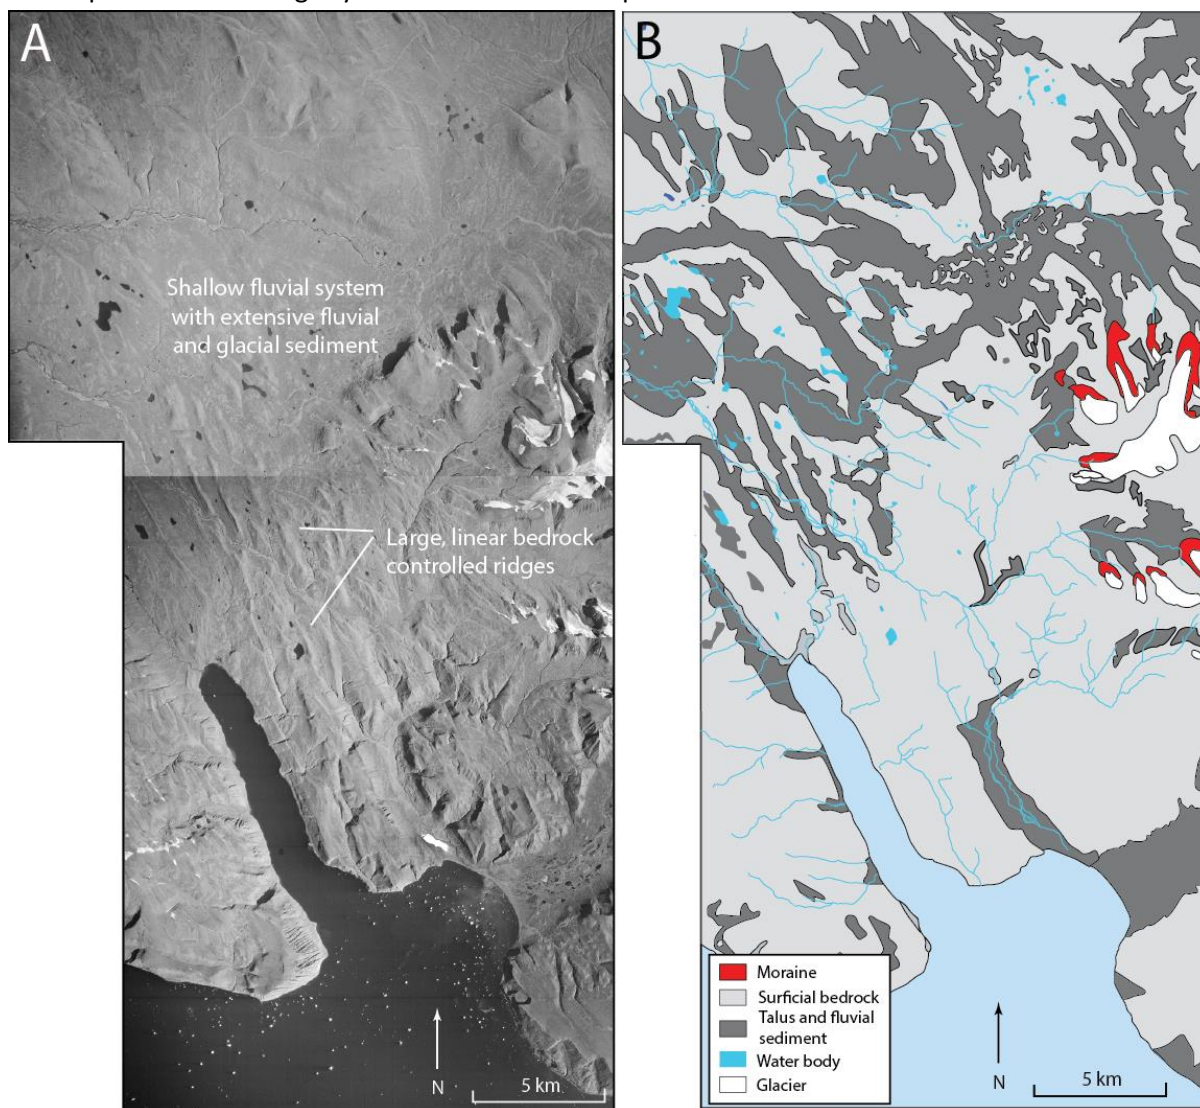 A
B
Shallow fluvial system
with extensive fluvial
and glacial sediment
Large, linear bedrock
controlled ridges
N
5 km
Moraine
Surficial bedrock
Talus and fluvial
sediment
Water body
Glacier
N
5 km